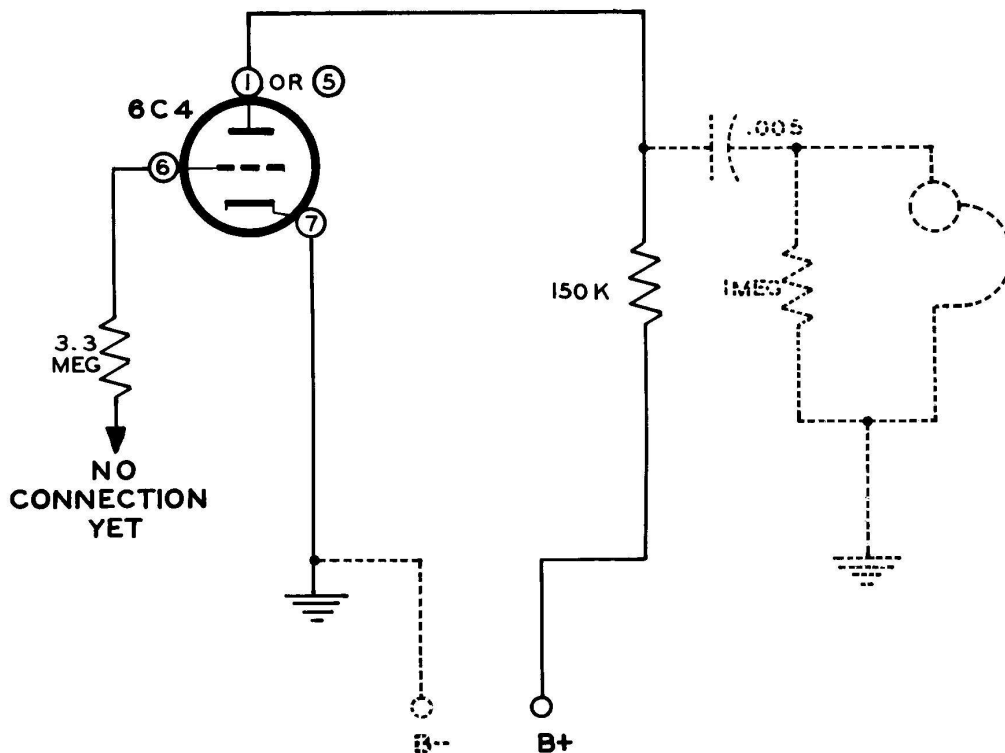 ① OR ⑤
6C4
⑥
⑦
.005
150K
1MEG
3.3
MEG
NO
CONNECTION
YET
B--
B+